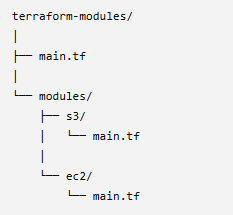 terraform-modules/
│
├── main.tf
│
└── modules/
    ├── s3/
    │   └── main.tf
    │
    └── ec2/
        └── main.tf